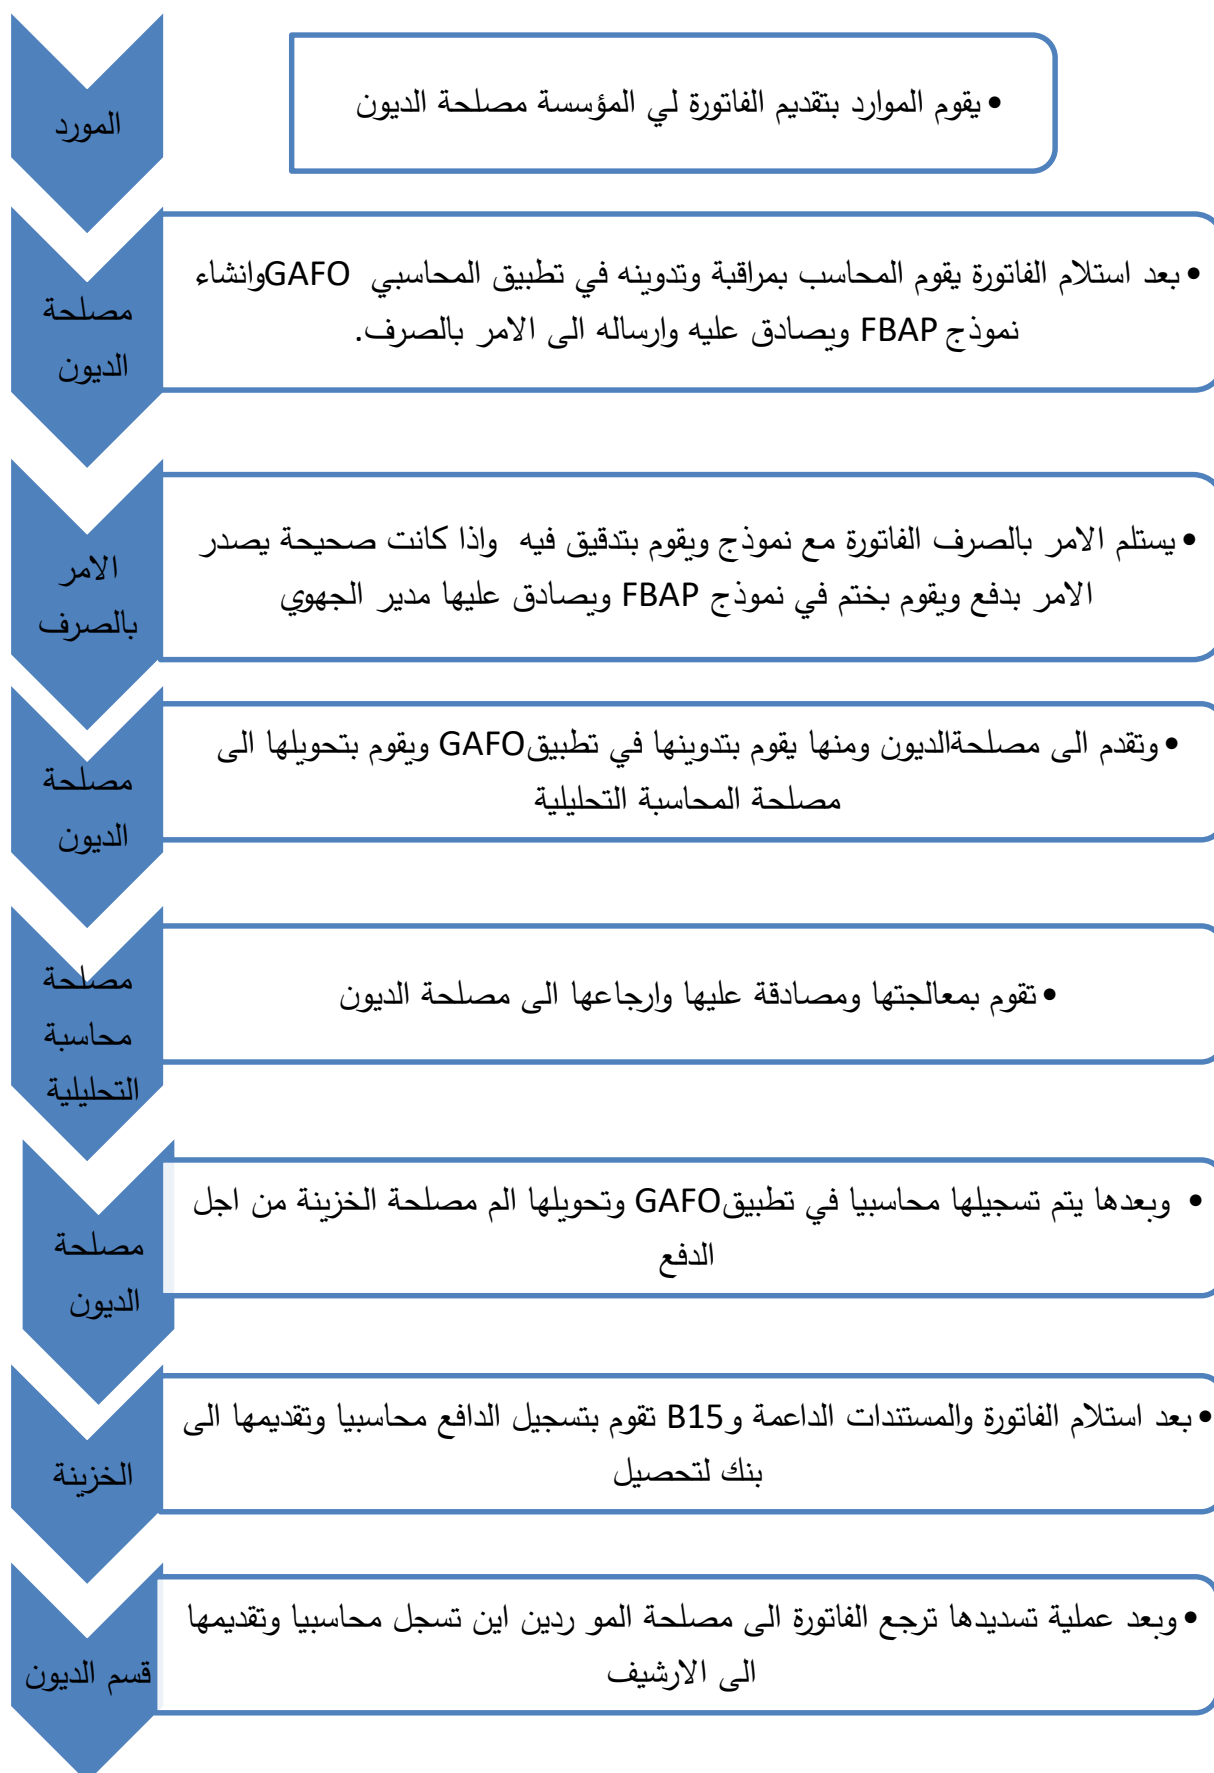 المورد
•يقوم الموارد بتقديم الفاتورة لي المؤسسة مصلحة الديون
مصلحة
الديون
•بعد استلام الفاتورة يقوم المحاسب بمراقبة وتدوينه في تطبيق المحاسبي GAFOوانشاء
نموذج FBAP ويصادق عليه وارساله الى الامر بالصرف.
الامر
بالصرف
•يستلم الامر بالصرف الفاتورة مع نموذج ويقوم بتدقيق فيه واذا كانت صحيحة يصدر
الامر بدفع ويقوم بختم في نموذج FBAP ويصادق عليها مدير الجهوي
مصلحة
الديون
•وتقدم الى مصلحةالديون ومنها يقوم بتدوينها في تطبيقGAFO ويقوم بتحويلها الى
مصلحة المحاسبة التحليلية
مصلحة
محاسبة
التحليلية
•تقوم بمعالجتها ومصادقة عليها وارجاعها الى مصلحة الديون
مصلحة
الديون
• وبعدها يتم تسجيلها محاسبيا في تطبيقGAFO وتحويلها الم مصلحة الخزينة من اجل
الدفع
الخزينة
•بعد استلام الفاتورة والمستندات الداعمة وB15 تقوم بتسجيل الدافع محاسبيا وتقديمها الى
بنك لتحصيل
قسم الديون
•وبعد عملية تسديدها ترجع الفاتورة الى مصلحة المو ردين اين تسجل محاسبيا وتقديمها
الى الارشيف